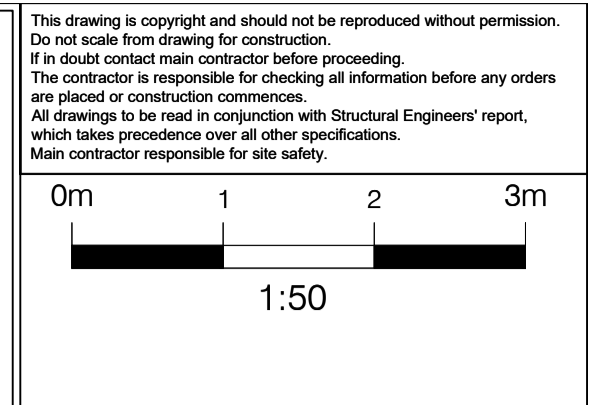 This drawing is copyright and should not be reproduced without permission.
Do not scale from drawing for construction.
If in doubt contact main contractor before proceeding.
The contractor is responsible for checking all information before any orders
are placed or construction commences.
All drawings to be read in conjunction with Structural Engineers' report,
which takes precedence over all other specifications.
Main contractor responsible for site safety.
0m 1 2 3m
1:50